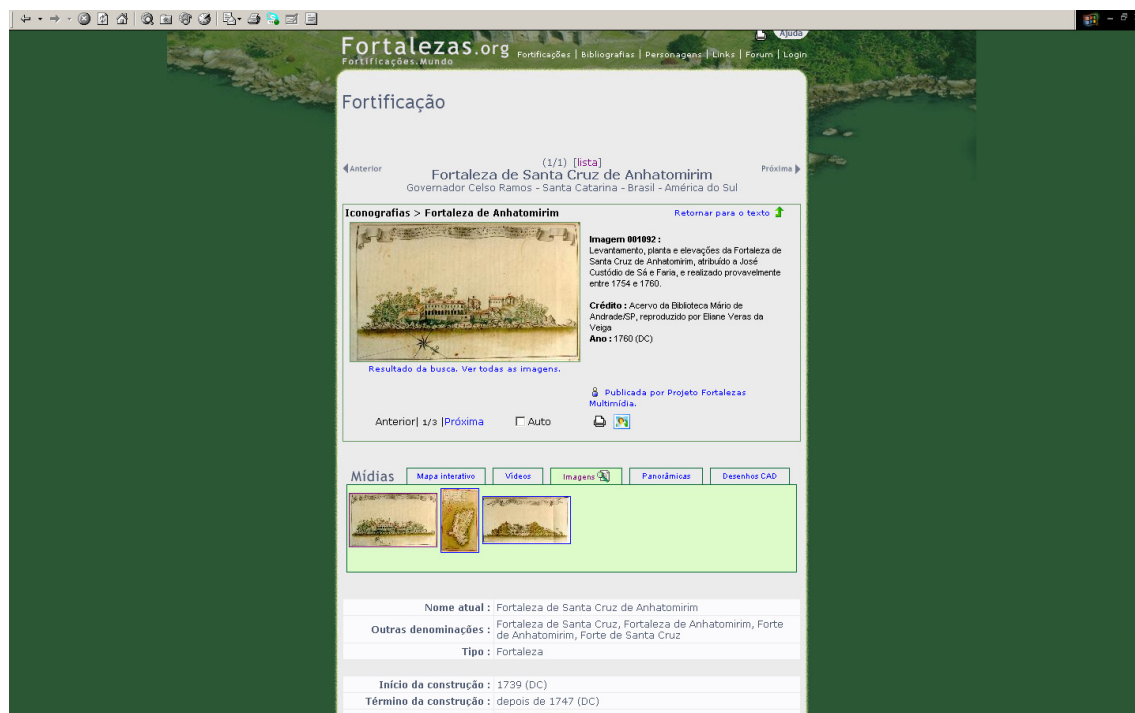 Ajuda
Fortalezas.org
Fortificações.Mundo
Fortificações | Bibliografias | Personagens | Links | Forum | Login
Fortificação
(1/1) [lista]
Anterior
Fortaleza de Santa Cruz de Anhatomirim
Próxima
Governador Celso Ramos - Santa Catarina - Brasil - América do Sul
Iconografias > Fortaleza de Anhatomirim
Retornar para o texto
Imagem 001092 :
Levantamento, planta e elevações da Fortaleza de
Santa Cruz de Anhatomirim, atribuído a José
Custódio de Sá e Faria, e realizado provavelmente
entre 1754 e 1760.
Crédito : Acervo da Biblioteca Mário de
Andrade/SP, reproduzido por Eliane Veras da
Veiga
Ano : 1760 (DC)
Resultado da busca. Ver todas as imagens.
Publicada por Projeto Fortalezas
Multimídia.
Anterior| 1/3 |Próxima
Auto
Mídias
Mapa interativo
Vídeos
Imagens
Panorâmicas
Desenhos CAD
Nome atual : Fortaleza de Santa Cruz de Anhatomirim
Outras denominações : Fortaleza de Santa Cruz, Fortaleza de Anhatomirim, Forte
de Anhatomirim, Forte de Santa Cruz
Tipo : Fortaleza
Início da construção : 1739 (DC)
Término da construção : depois de 1747 (DC)